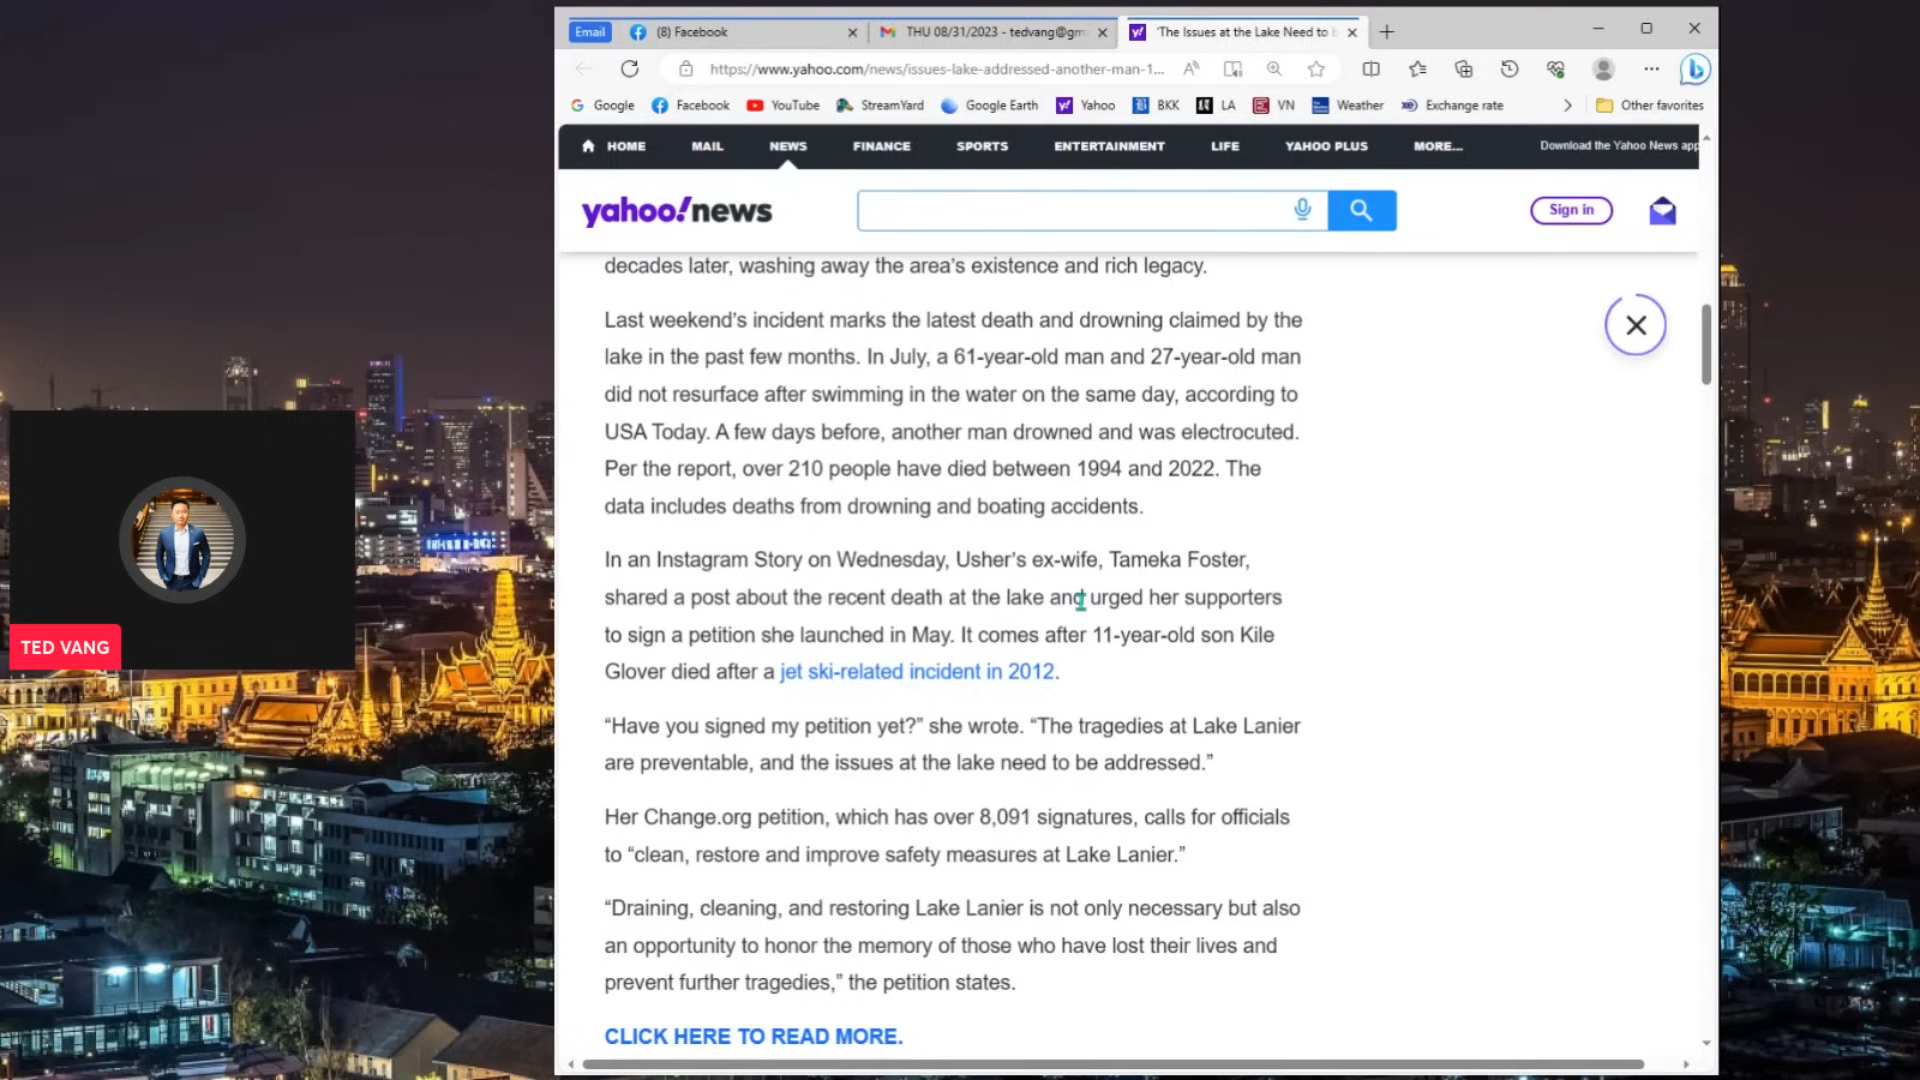 Email
(8) Facebook
THU 08/31/2023 - tedvang@gm
'The Issues at the Lake Need to b
https://www.yahoo.com/news/issues-lake-addressed-another-man-1...
Google
Facebook
YouTube
StreamYard
Google Earth
Yahoo
BKK
LA
VN
Weather
Exchange rate
Other favorites
HOME
MAIL
NEWS
FINANCE
SPORTS
ENTERTAINMENT
LIFE
YAHOO PLUS
MORE...
Download the Yahoo News app
yahoo!news
Sign in
decades later, washing away the area's existence and rich legacy.
Last weekend's incident marks the latest death and drowning claimed by the
lake in the past few months. In July, a 61-year-old man and 27-year-old man
did not resurface after swimming in the water on the same day, according to
USA Today. A few days before, another man drowned and was electrocuted.
Per the report, over 210 people have died between 1994 and 2022. The
data includes deaths from drowning and boating accidents.
In an Instagram Story on Wednesday, Usher's ex-wife, Tameka Foster,
shared a post about the recent death at the lake and urged her supporters
to sign a petition she launched in May. It comes after 11-year-old son Kile
Glover died after a jet ski-related incident in 2012.
“Have you signed my petition yet?” she wrote. “The tragedies at Lake Lanier
are preventable, and the issues at the lake need to be addressed.”
Her Change.org petition, which has over 8,091 signatures, calls for officials
to “clean, restore and improve safety measures at Lake Lanier.”
“Draining, cleaning, and restoring Lake Lanier is not only necessary but also
an opportunity to honor the memory of those who have lost their lives and
prevent further tragedies,” the petition states.
CLICK HERE TO READ MORE.
TED VANG